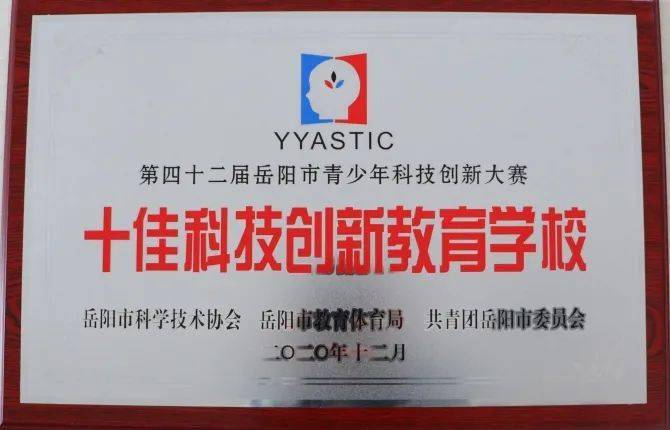 YYASTIC
第四十二届岳阳市青少年科技创新大赛
十佳科技创新教育学校
岳阳市科学技术协会 岳阳市教育体育局 共青团岳阳市委员会
二〇二〇年十二月